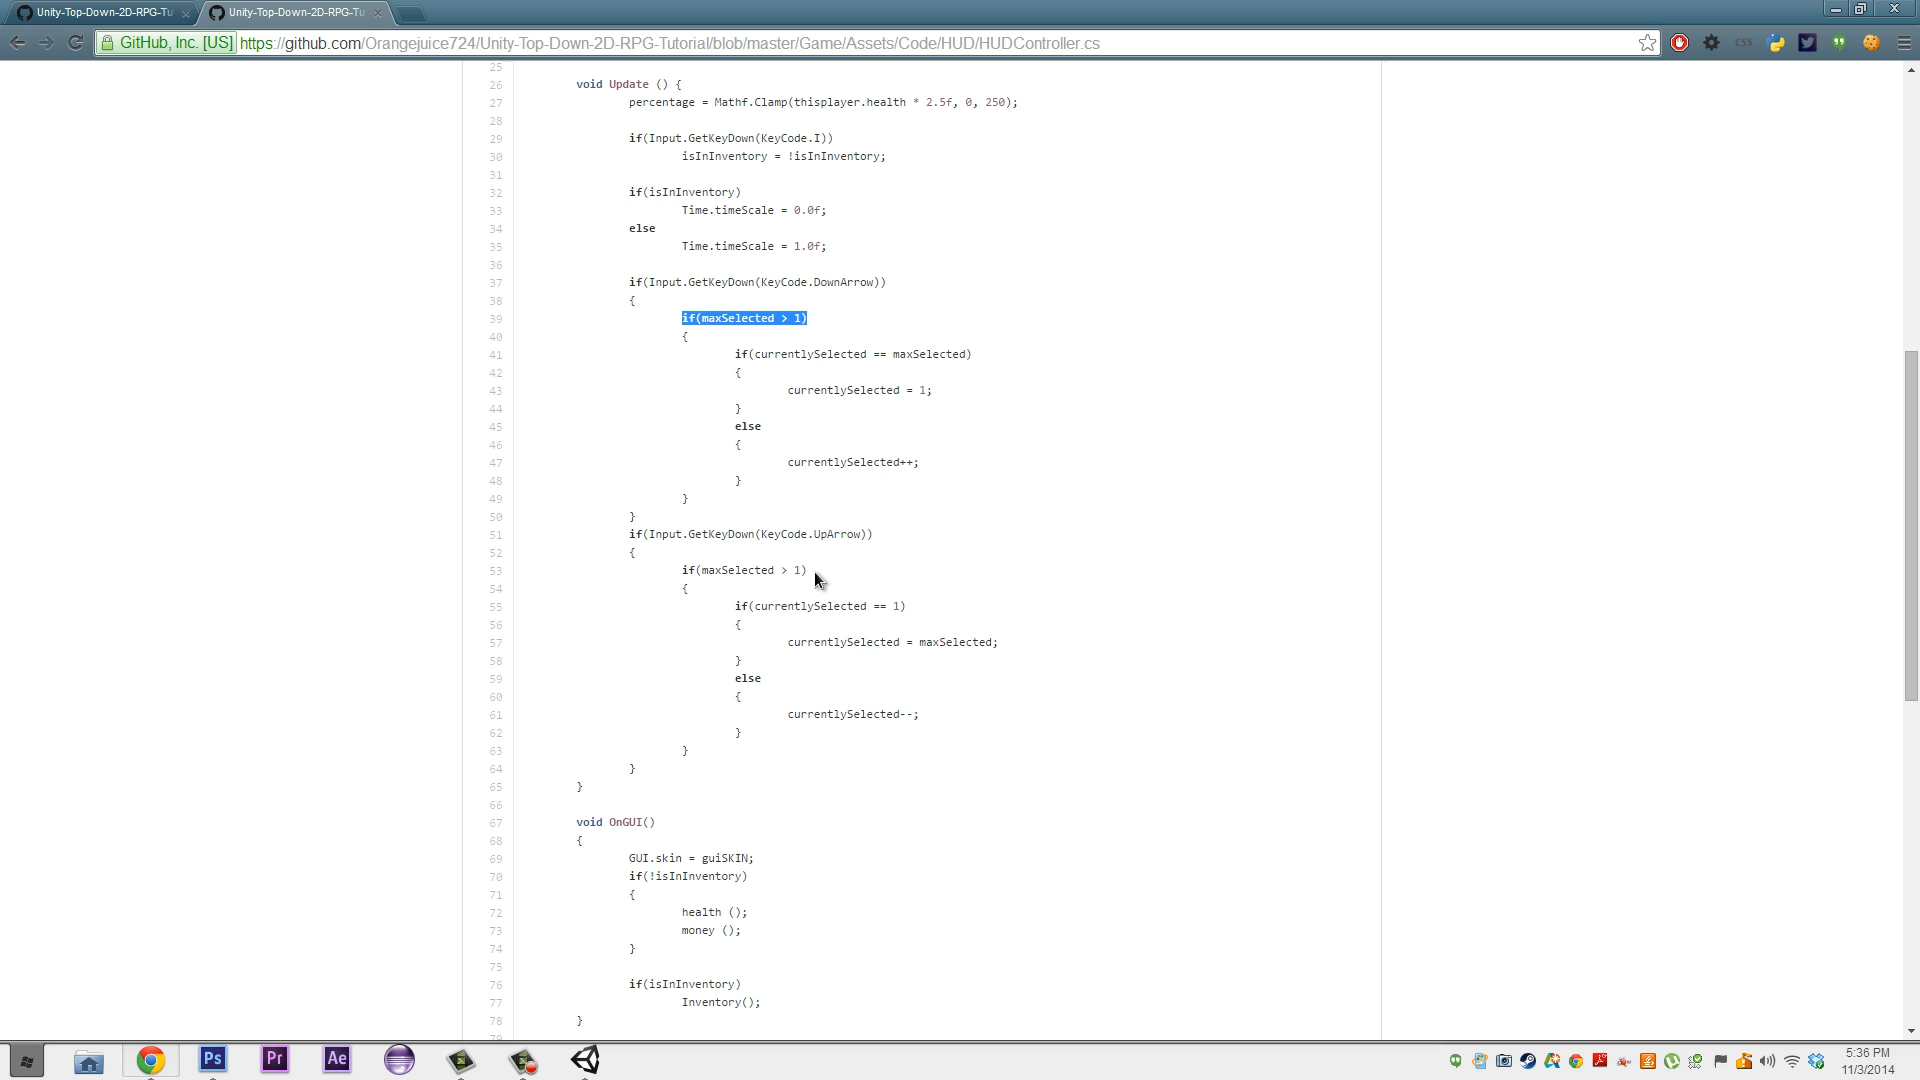 Unity-Top-Down-2D-RPG-Tu
Unity-Top-Down-2D-RPG-Tu
GitHub, Inc. [US]
https://github.com/Orangejuice724/Unity-Top-Down-2D-RPG-Tutorial/blob/master/Game/Assets/Code/HUD/HUDController.cs
CSS
25
26 void Update () {
27 percentage = Mathf.Clamp(thisplayer.health * 2.5f, 0, 250);
28
29 if(Input.GetKeyDown(KeyCode.I))
30 isInInventory = !isInInventory;
31
32 if(isInInventory)
33 Time.timeScale = 0.0f;
34 else
35 Time.timeScale = 1.0f;
36
37 if(Input.GetKeyDown(KeyCode.DownArrow))
38 {
39 if(maxSelected > 1)
40 {
41 if(currentlySelected == maxSelected)
42 {
43 currentlySelected = 1;
44 }
45 else
46 {
47 currentlySelected++;
48 }
49 }
50 }
51 if(Input.GetKeyDown(KeyCode.UpArrow))
52 {
53 if(maxSelected > 1)
54 {
55 if(currentlySelected == 1)
56 {
57 currentlySelected = maxSelected;
58 }
59 else
60 {
61 currentlySelected--;
62 }
63 }
64 }
65 }
66
67 void OnGUI()
68 {
69 GUI.skin = guiSKIN;
70 if(!isInInventory)
71 {
72 health ();
73 money ();
74 }
75
76 if(isInInventory)
77 Inventory();
78 }
79
Ps
Pr
Ae
5:36 PM
11/3/2014